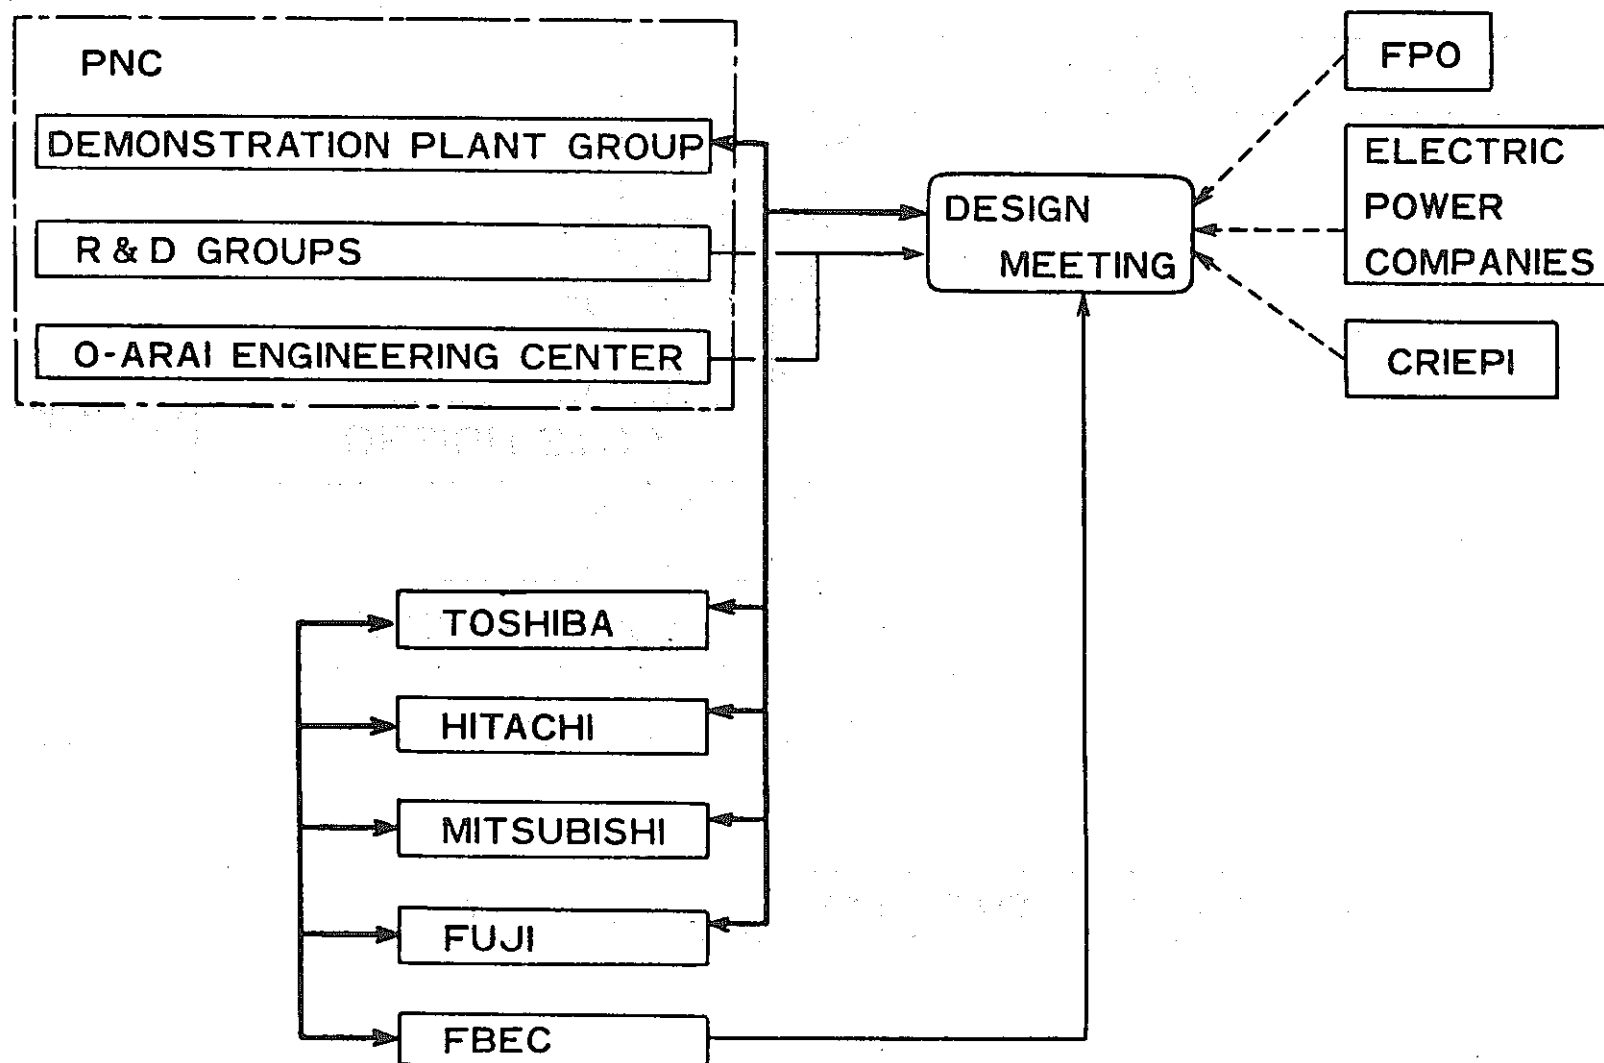 PNC
DEMONSTRATION PLANT GROUP
R & D GROUPS
O-ARAI ENGINEERING CENTER
DESIGN
MEETING
FPO
ELECTRIC
POWER
COMPANIES
CRIEPI
TOSHIBA
HITACHI
MITSUBISHI
FUJI
FBEC